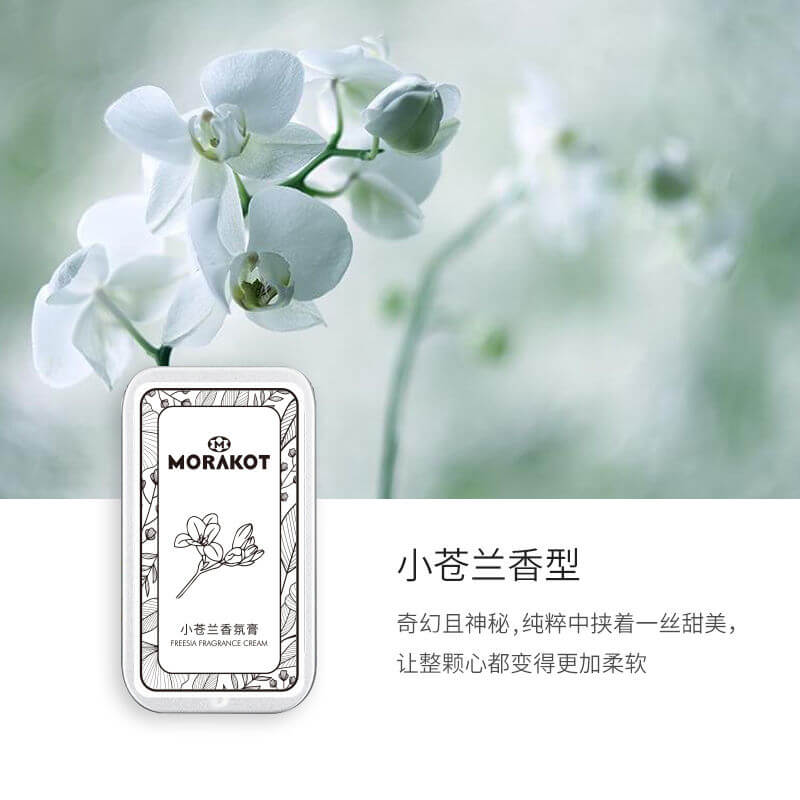 MORAKOT
小苍兰香氛膏
FREESIA FRAGRANCE CREAM
小苍兰香型
奇幻且神秘,纯粹中挟着一丝甜美,
让整颗心都变得更加柔软